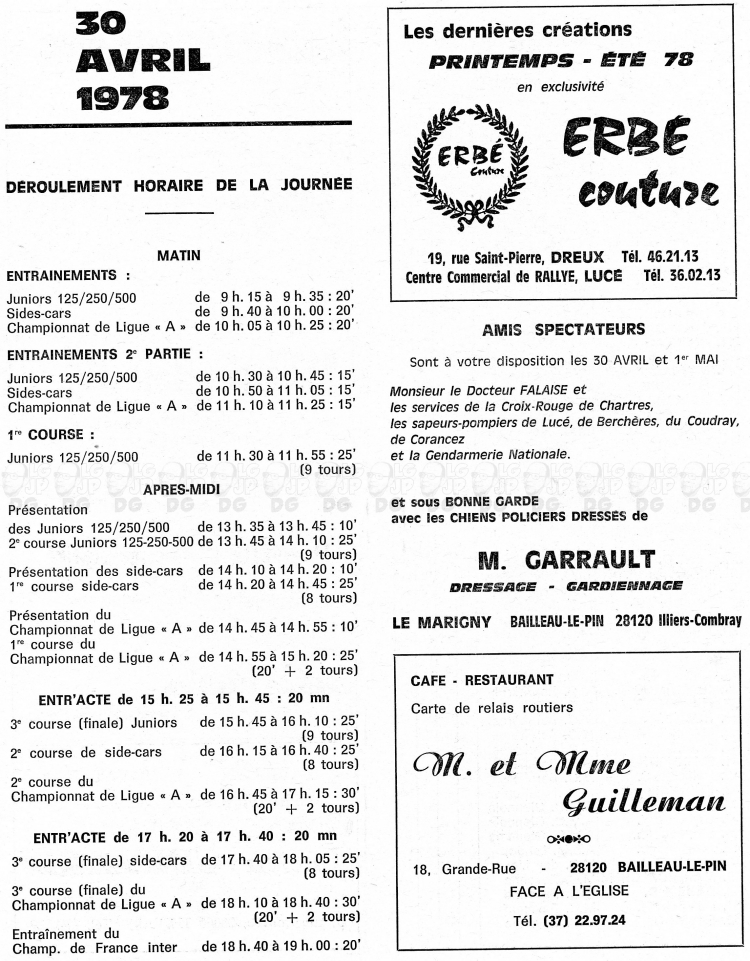 30
AVRIL
1978
DÉROULEMENT HORAIRE DE LA JOURNÉE
MATIN
ENTRAINEMENTS :
Juniors 125/250/500 de 9 h. 15 à 9 h. 35 : 20'
Sides-cars de 9 h. 40 à 10 h. 00 : 20'
Championnat de Ligue « A » de 10 h. 05 à 10 h. 25 : 20'
ENTRAINEMENTS 2e PARTIE :
Juniors 125/250/500 de 10 h. 30 à 10 h. 45 : 15'
Sides-cars de 10 h. 50 à 11 h. 05 : 15'
Championnat de Ligue « A » de 11 h. 10 à 11 h. 25 : 15'
1re COURSE :
Juniors 125/250/500 de 11 h. 30 à 11 h. 55 : 25'
(9 tours)
APRES-MIDI
Présentation
des Juniors 125/250/500 de 13 h. 35 à 13 h. 45 : 10'
2e course Juniors 125-250-500 de 13 h. 45 à 14 h. 10 : 25'
(9 tours)
Présentation des side-cars de 14 h. 10 à 14 h. 20 : 10'
1re course side-cars de 14 h. 20 à 14 h. 45 : 25'
(8 tours)
Présentation du
Championnat de Ligue « A » de 14 h. 45 à 14 h. 55 : 10'
1re course du
Championnat de Ligue « A » de 14 h. 55 à 15 h. 20 : 25'
(20' + 2 tours)
ENTR'ACTE de 15 h. 25 à 15 h. 45 : 20 mn
3e course (finale) Juniors de 15 h. 45 à 16 h. 10 : 25'
(9 tours)
2e course de side-cars de 16 h. 15 à 16 h. 40 : 25'
(8 tours)
2e course du
Championnat de Ligue « A » de 16 h. 45 à 17 h. 15 : 30'
(20' + 2 tours)
ENTR'ACTE de 17 h. 20 à 17 h. 40 : 20 mn
3e course (finale) side-cars de 17 h. 40 à 18 h. 05 : 25'
(8 tours)
3e course (finale) du
Championnat de Ligue « A » de 18 h. 10 à 18 h. 40 : 30'
(20' + 2 tours)
Entraînement du
Champ. de France inter de 18 h. 40 à 19 h. 00 : 20'
Les dernières créations
PRINTEMPS - ÉTÉ 78
en exclusivité
ERBÉ
Couture
ERBÉ
couture
19, rue Saint-Pierre, DREUX Tél. 46.21.13
Centre Commercial de RALLYE, LUCÉ Tél. 36.02.13
AMIS SPECTATEURS
Sont à votre disposition les 30 AVRIL et 1er MAI
Monsieur le Docteur FALAISE et
les services de la Croix-Rouge de Chartres,
les sapeurs-pompiers de Lucé, de Berchères, du Coudray,
de Corancez
et la Gendarmerie Nationale.
et sous BONNE GARDE
avec les CHIENS POLICIERS DRESSES de
M. GARRAULT
DRESSAGE - GARDIENNAGE
LE MARIGNY BAILLEAU-LE-PIN 28120 Illiers-Combray
CAFE - RESTAURANT
Carte de relais routiers
M. et Mme
Guilleman
18, Grande-Rue - 28120 BAILLEAU-LE-PIN
FACE A L'EGLISE
Tél. (37) 22.97.24